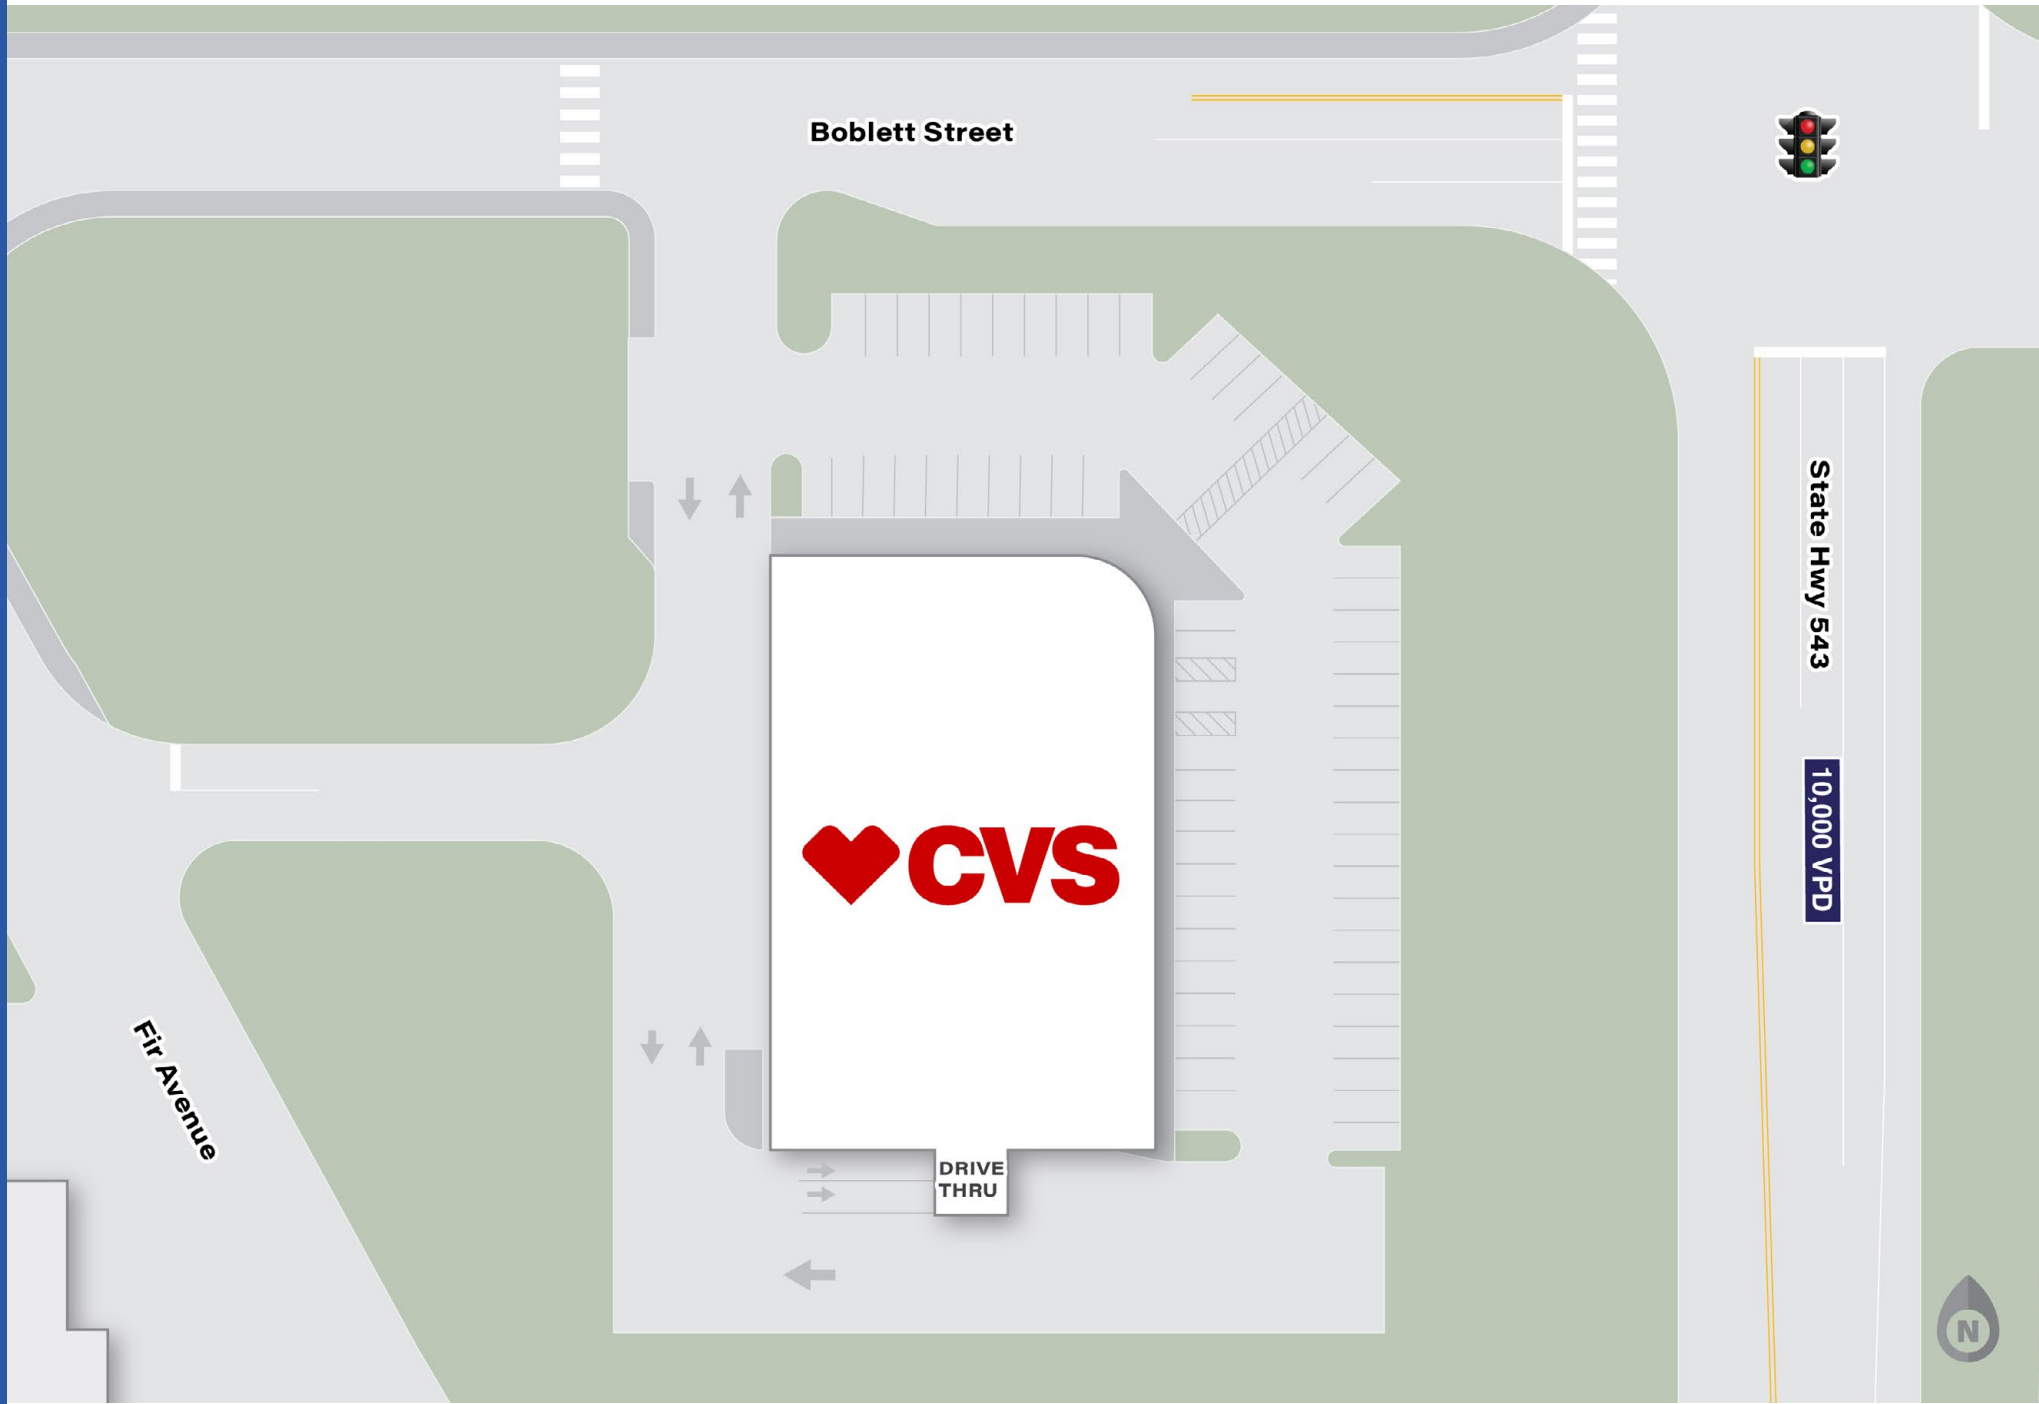 Boblett Street
State Hwy 543
10,000 VPD
CVS
Fir Avenue
DRIVE
THRU
N